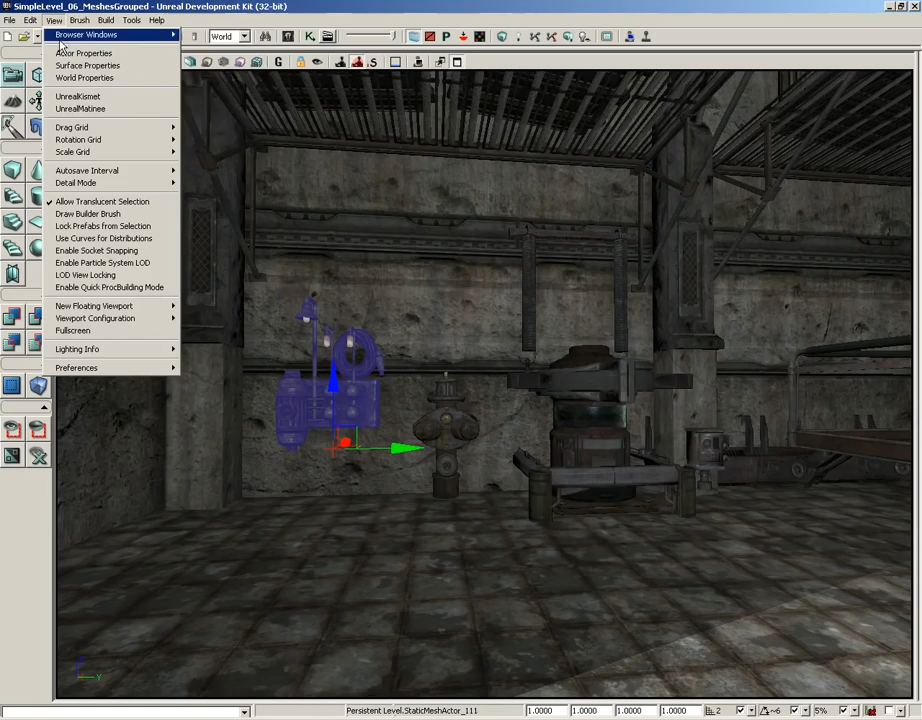 SimpleLevel_06_MeshesGrouped - Unreal Development Kit (32-bit)
File Edit View Brush Build Tools Help
World
Browser Windows
Actor Properties
Surface Properties
World Properties
UnrealKismet
UnrealMatinee
Drag Grid
Rotation Grid
Scale Grid
Autosave Interval
Detail Mode
Allow Translucent Selection
Draw Builder Brush
Lock Prefabs from Selection
Use Curves for Distributions
Enable Socket Snapping
Enable Particle System LOD
LOD View Locking
Enable Quick ProcBuilding Mode
New Floating Viewport
Viewport Configuration
Fullscreen
Lighting Info
Preferences
Z
Y
Persistent Level.StaticMeshActor_111 1.0000 1.0000 1.0000 1.0000 2 ~6 5%